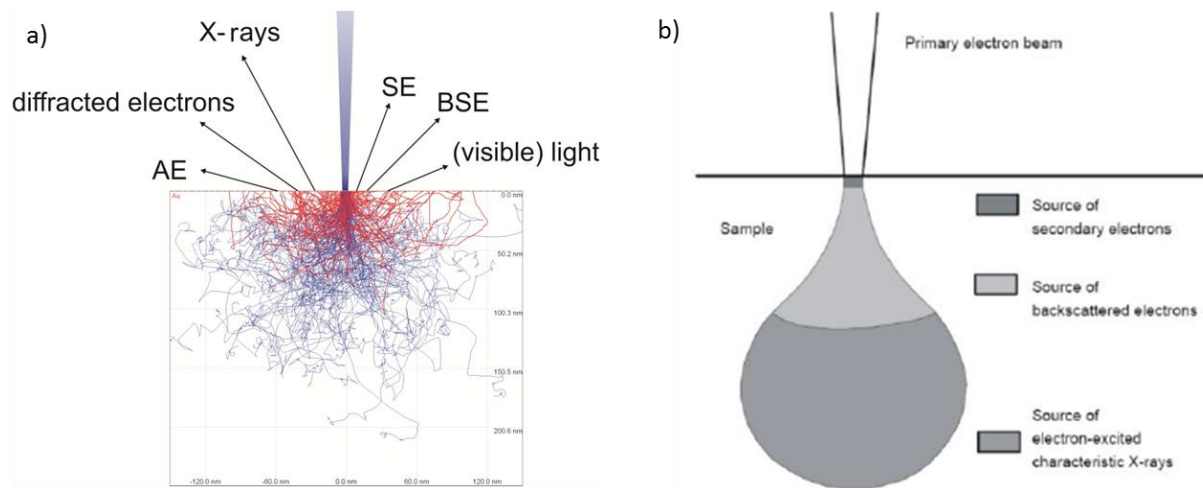 a)
X- rays
diffracted electrons
AE
SE
BSE
(visible) light
Au
0.0 nm
50.2 nm
100.3 nm
150.5 nm
200.6 nm
-120.0 nm
-60.0 nm
0.0 nm
60.0 nm
120.0 nm
b)
Primary electron beam
Sample
Source of
secondary electrons
Source of
backscattered electrons
Source of
electron-excited
characteristic X-rays